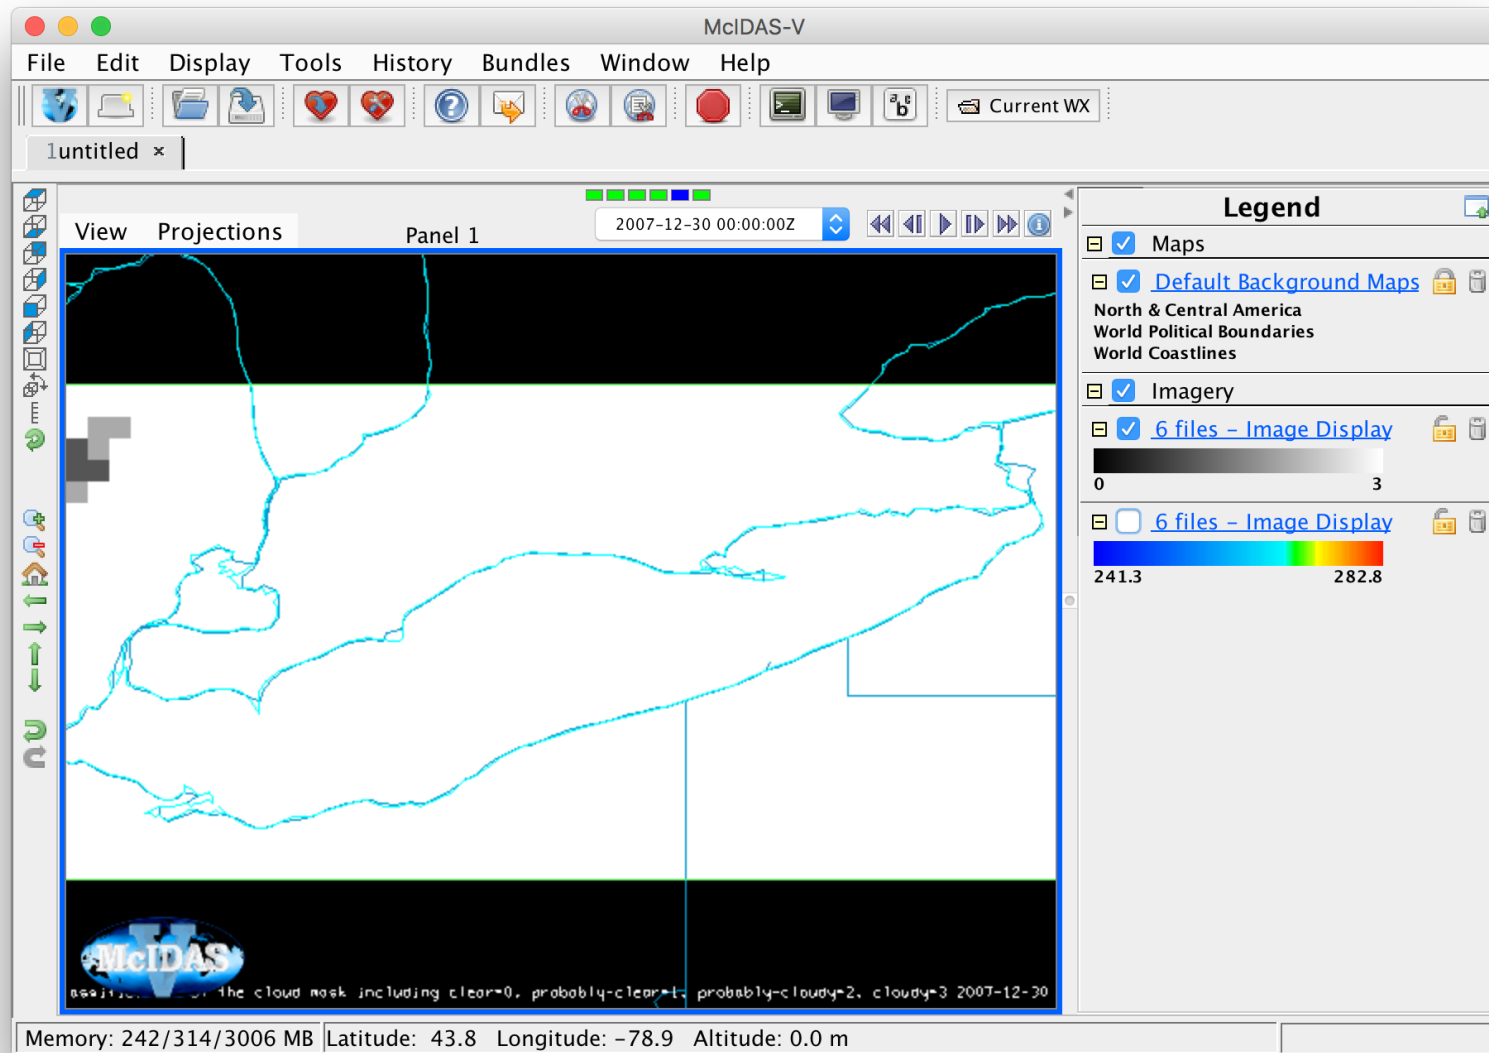 McIDAS-V
File Edit Display Tools History Bundles Window Help
Current WX
1untitled ×
View Projections
Panel 1
2007-12-30 00:00:00Z
Legend
Maps
Default Background Maps
North & Central America
World Political Boundaries
World Coastlines
Imagery
6 files – Image Display
0 3
6 files – Image Display
241.3 282.8
McIDAS
the cloud mask including clear=0, probably-clear=1, probably-cloudy=2, cloudy=3 2007-12-30
Memory: 242/314/3006 MB Latitude: 43.8 Longitude: -78.9 Altitude: 0.0 m